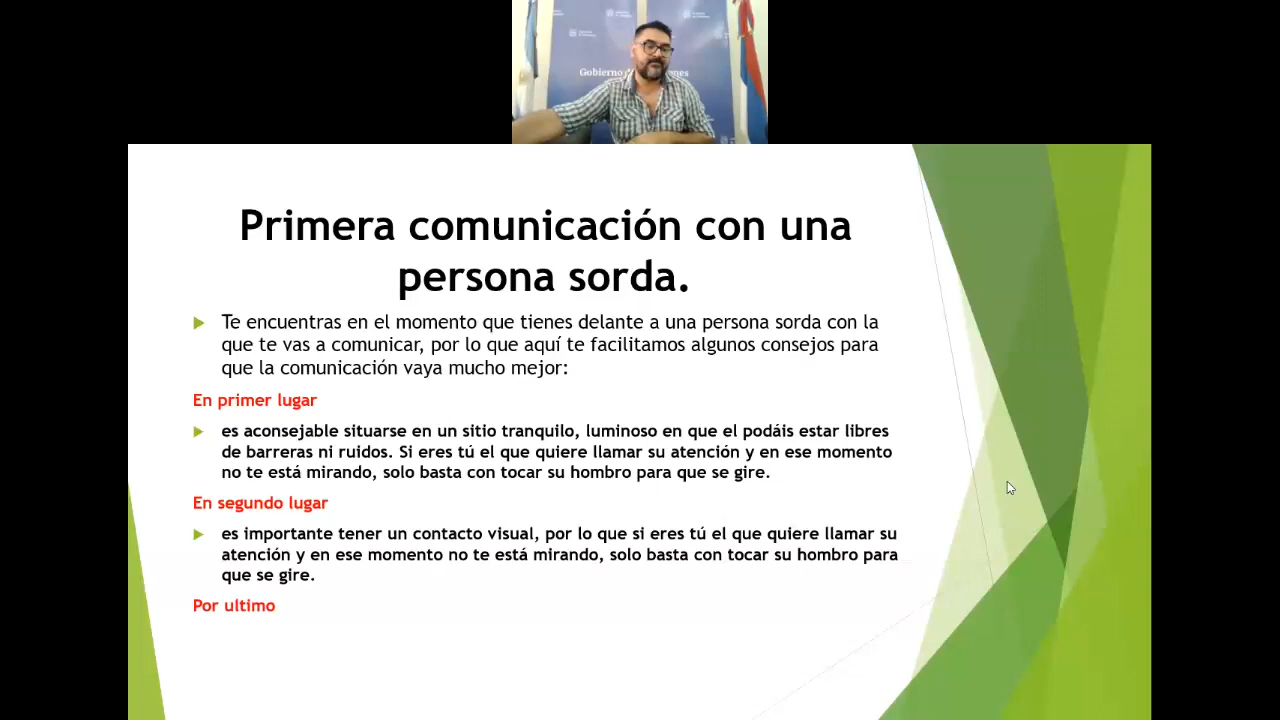 Gobierno
Primera comunicación con una
persona sorda.
Te encuentras en el momento que tienes delante a una persona sorda con la
que te vas a comunicar, por lo que aquí te facilitamos algunos consejos para
que la comunicación vaya mucho mejor:
En primer lugar
es aconsejable situarse en un sitio tranquilo, luminoso en que el podáis estar libres
de barreras ni ruidos. Si eres tú el que quiere llamar su atención y en ese momento
no te está mirando, solo basta con tocar su hombro para que se gire.
En segundo lugar
es importante tener un contacto visual, por lo que si eres tú el que quiere llamar su
atención y en ese momento no te está mirando, solo basta con tocar su hombro para
que se gire.
Por ultimo